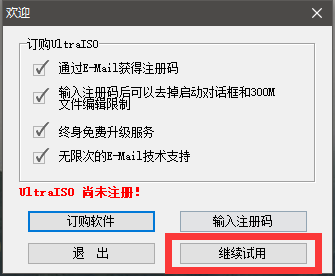 欢迎
订购UltraISO
通过E-Mail获得注册码
输入注册码后可以去掉启动对话框和300M
文件编辑限制
终身免费升级服务
无限次的E-Mail技术支持
UltraISO 尚未注册!
订购软件
输入注册码
退 出
继续试用